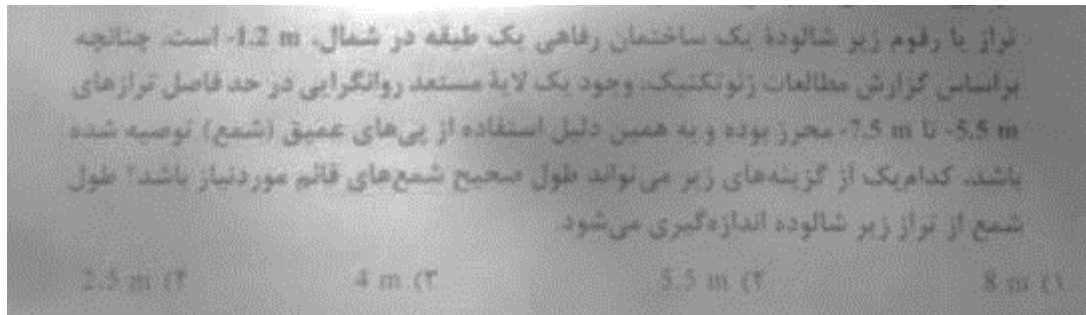 تراز یا رقوم زیر شالودهٔ یک ساختمان رفاهی یک طبقه در شمال، 1.2 m- است. چنانچه
براساس گزارش مطالعات ژئوتکنیک، وجود یک لایهٔ مستعد روانگرایی در حد فاصل ترازهای
5.5 m- تا 7.5 m- محرز بوده و به همین دلیل استفاده از پی‌های عمیق (شمع) توصیه شده
باشد، کدام‌یک از گزینه‌های زیر می‌تواند طول صحیح شمع‌های قائم موردنیاز باشد؟ طول
شمع از تراز زیر شالوده اندازه‌گیری می‌شود.
۱) 8 m ۲) 5.5 m ۳) 4 m ۴) 2.5 m